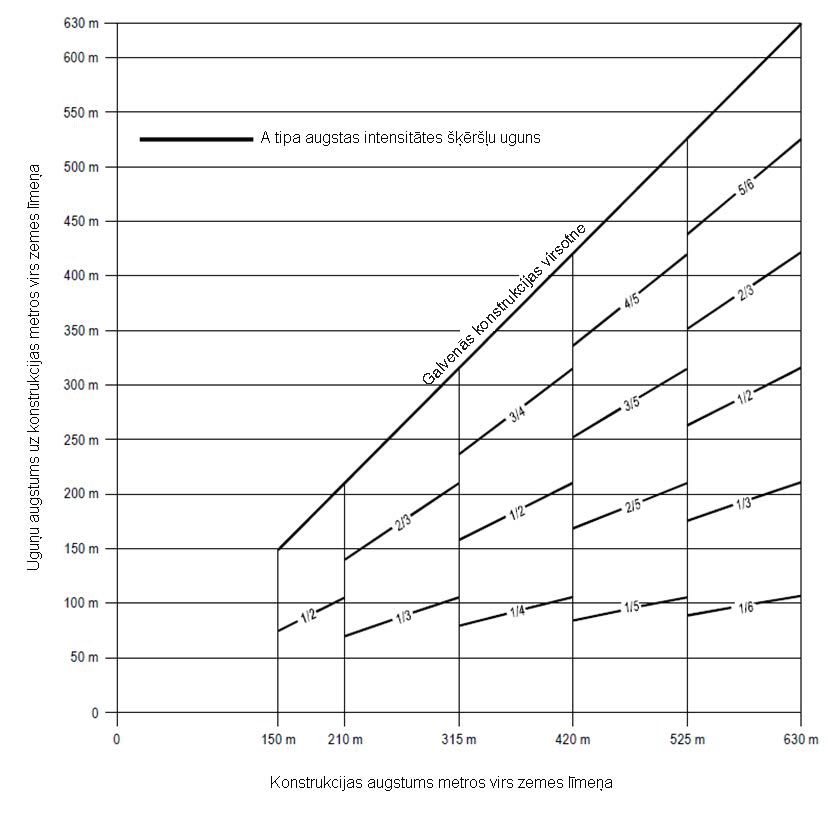 630 m
600 m
550 m
A tipa augstas intensitātes šķēršļu uguns
500 m
450 m
400 m
350 m
300 m
250 m
200 m
150 m
100 m
50 m
0
Uguņu augstums uz konstrukcijas metros virs zemes līmeņa
Galvenās konstrukcijas virsotne
5/6
4/5 2/3
3/4 3/5 1/2
2/3 1/2 2/5 1/3
1/2 1/3 1/4 1/5 1/6
0 150 m 210 m 315 m 420 m 525 m 630 m
Konstrukcijas augstums metros virs zemes līmeņa